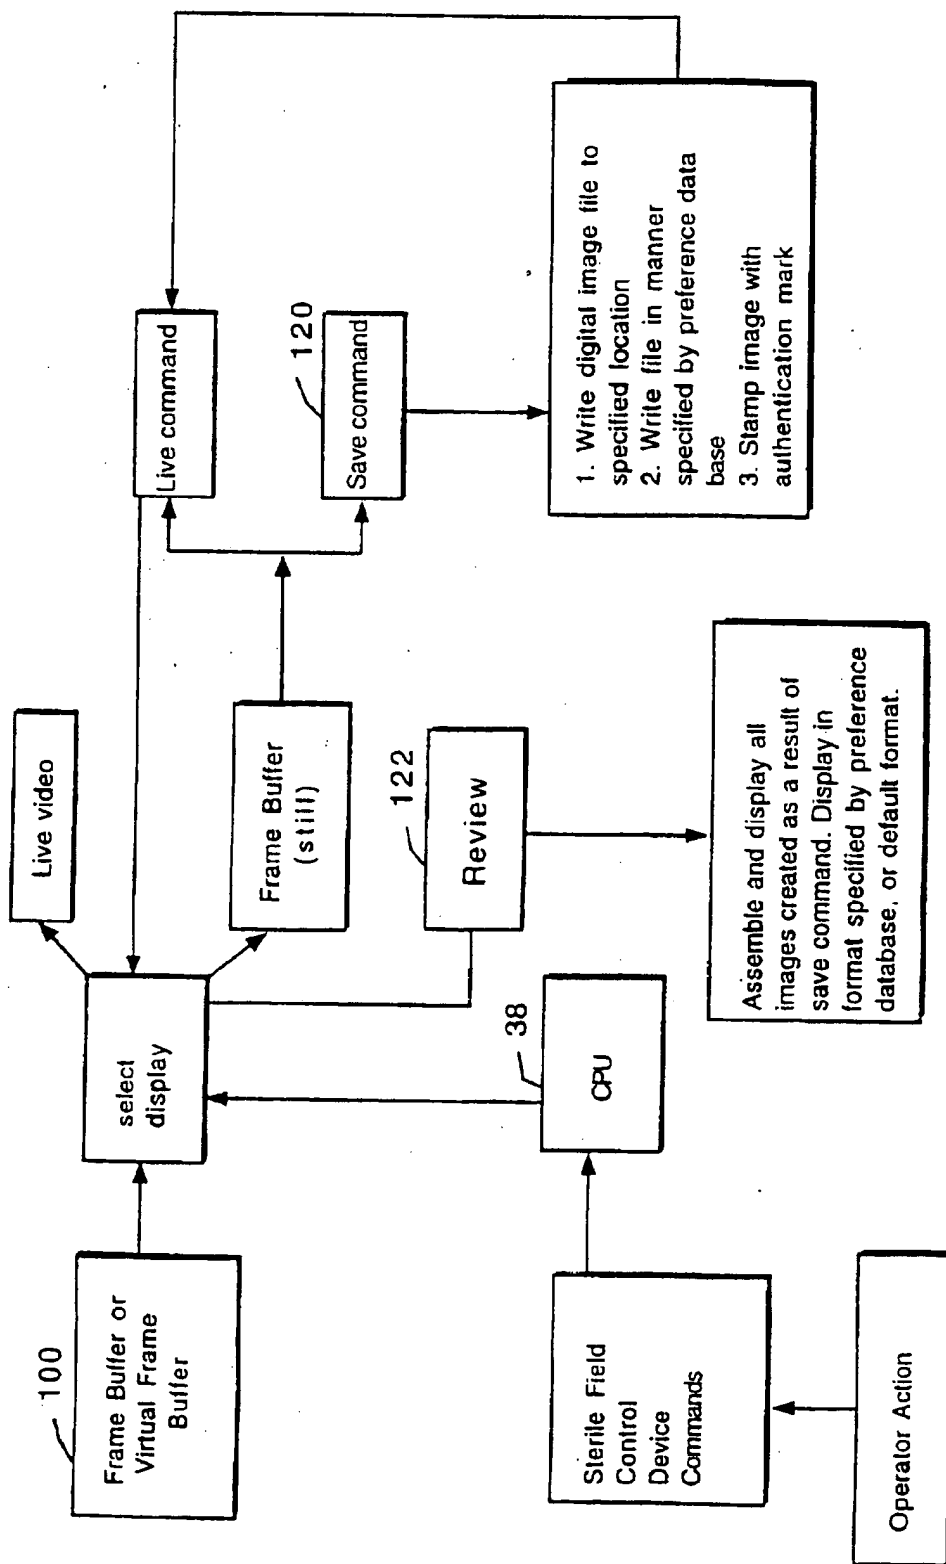 100
Frame Buffer or
Virtual Frame
Buffer
select
display
Live video
Frame Buffer
(still)
Live command
120
Save command
1. Write digital image file to
specified location
2. Write file in manner
specified by preference data
base
3. Stamp image with
authentication mark
122
Review
Assemble and display all
images created as a result of
save command. Display in
format specified by preference
database, or default format.
38
CPU
Sterile Field
Control
Device
Commands
Operator Action